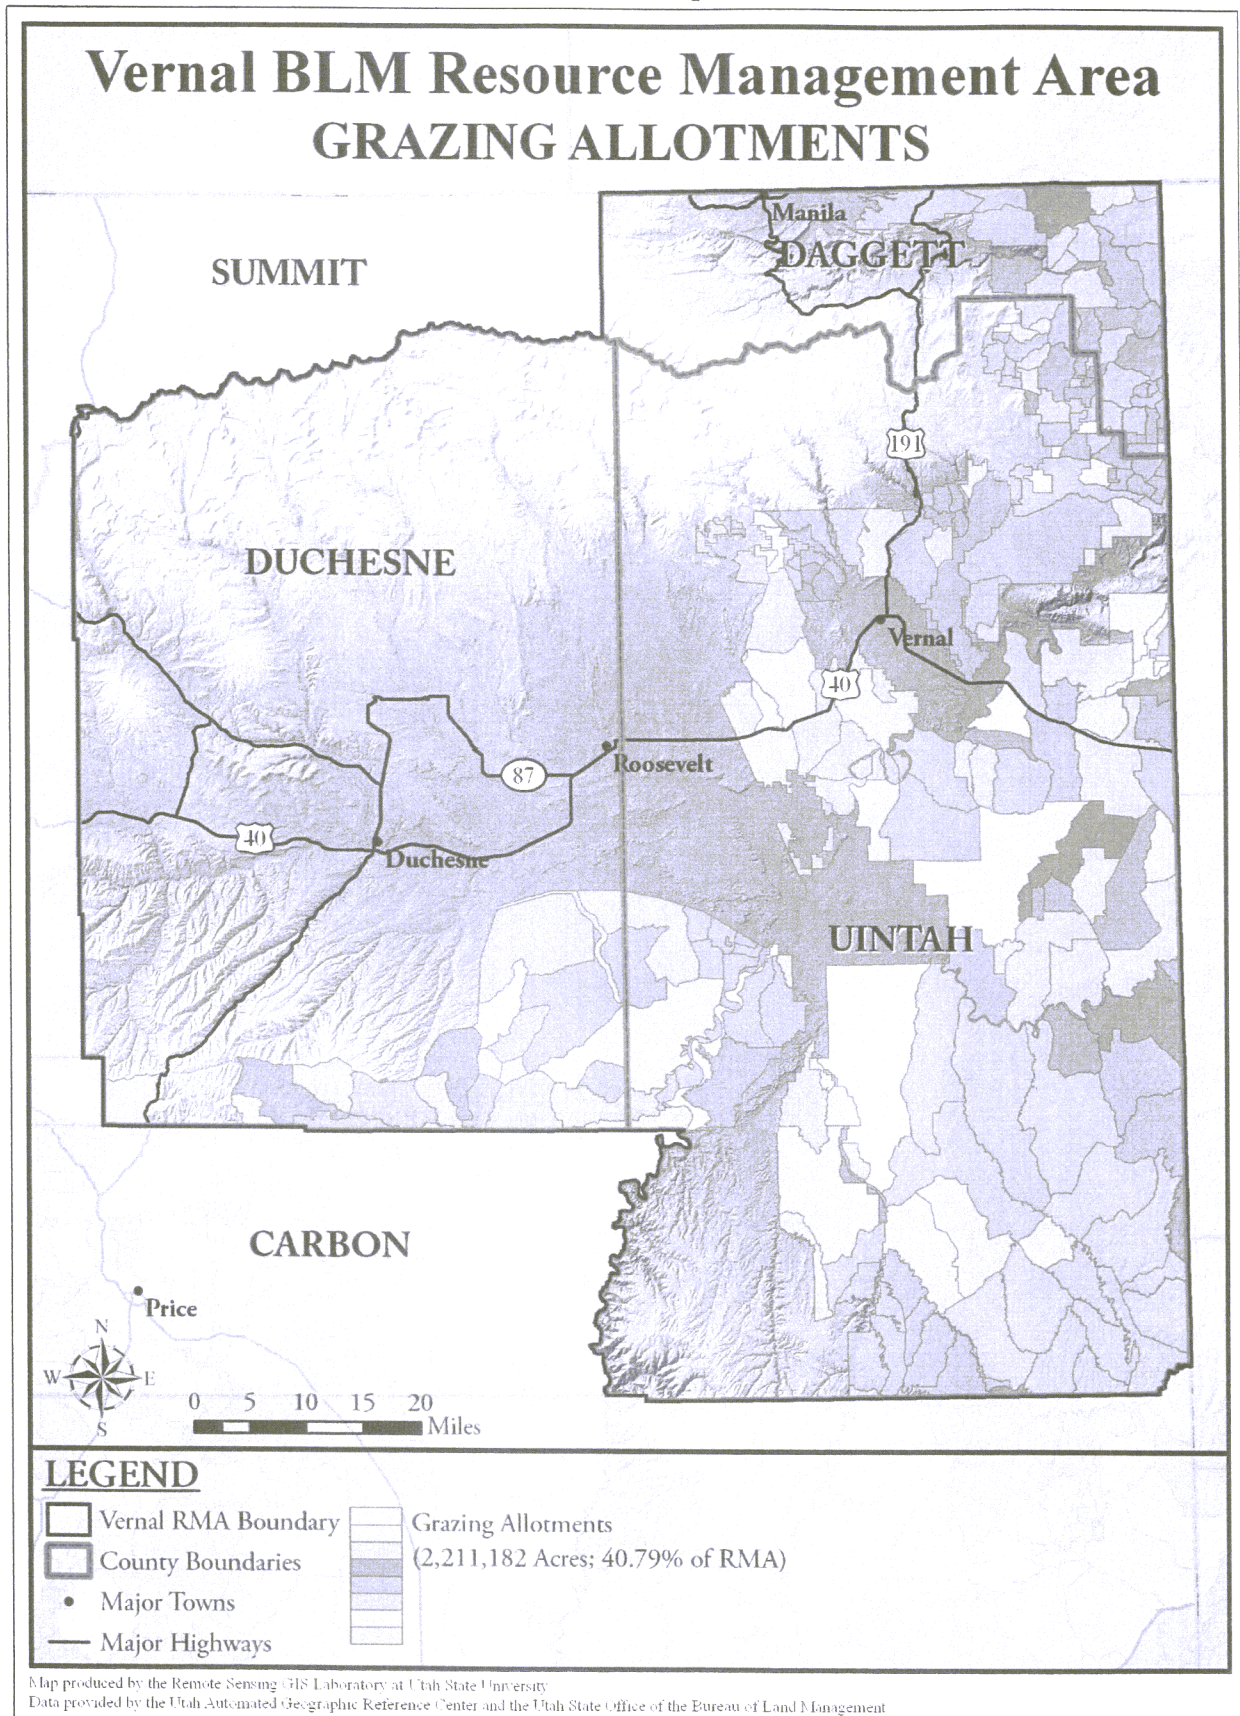 Vernal BLM Resource Management Area
GRAZING ALLOTMENTS
Manila
DAGGETT
SUMMIT
191
DUCHESNE
Vernal
40
Roosevelt
87
40
Duchesne
UINTAH
CARBON
Price
N
W E
S
0 5 10 15 20
Miles
LEGEND
Vernal RMA Boundary
County Boundaries
Major Towns
Major Highways
Grazing Allotments
(2,211,182 Acres; 40.79% of RMA)
Map produced by the Remote Sensing/GIS Laboratory at Utah State University
Data provided by the Utah Automated Geographic Reference Center and the Utah State Office of the Bureau of Land Management